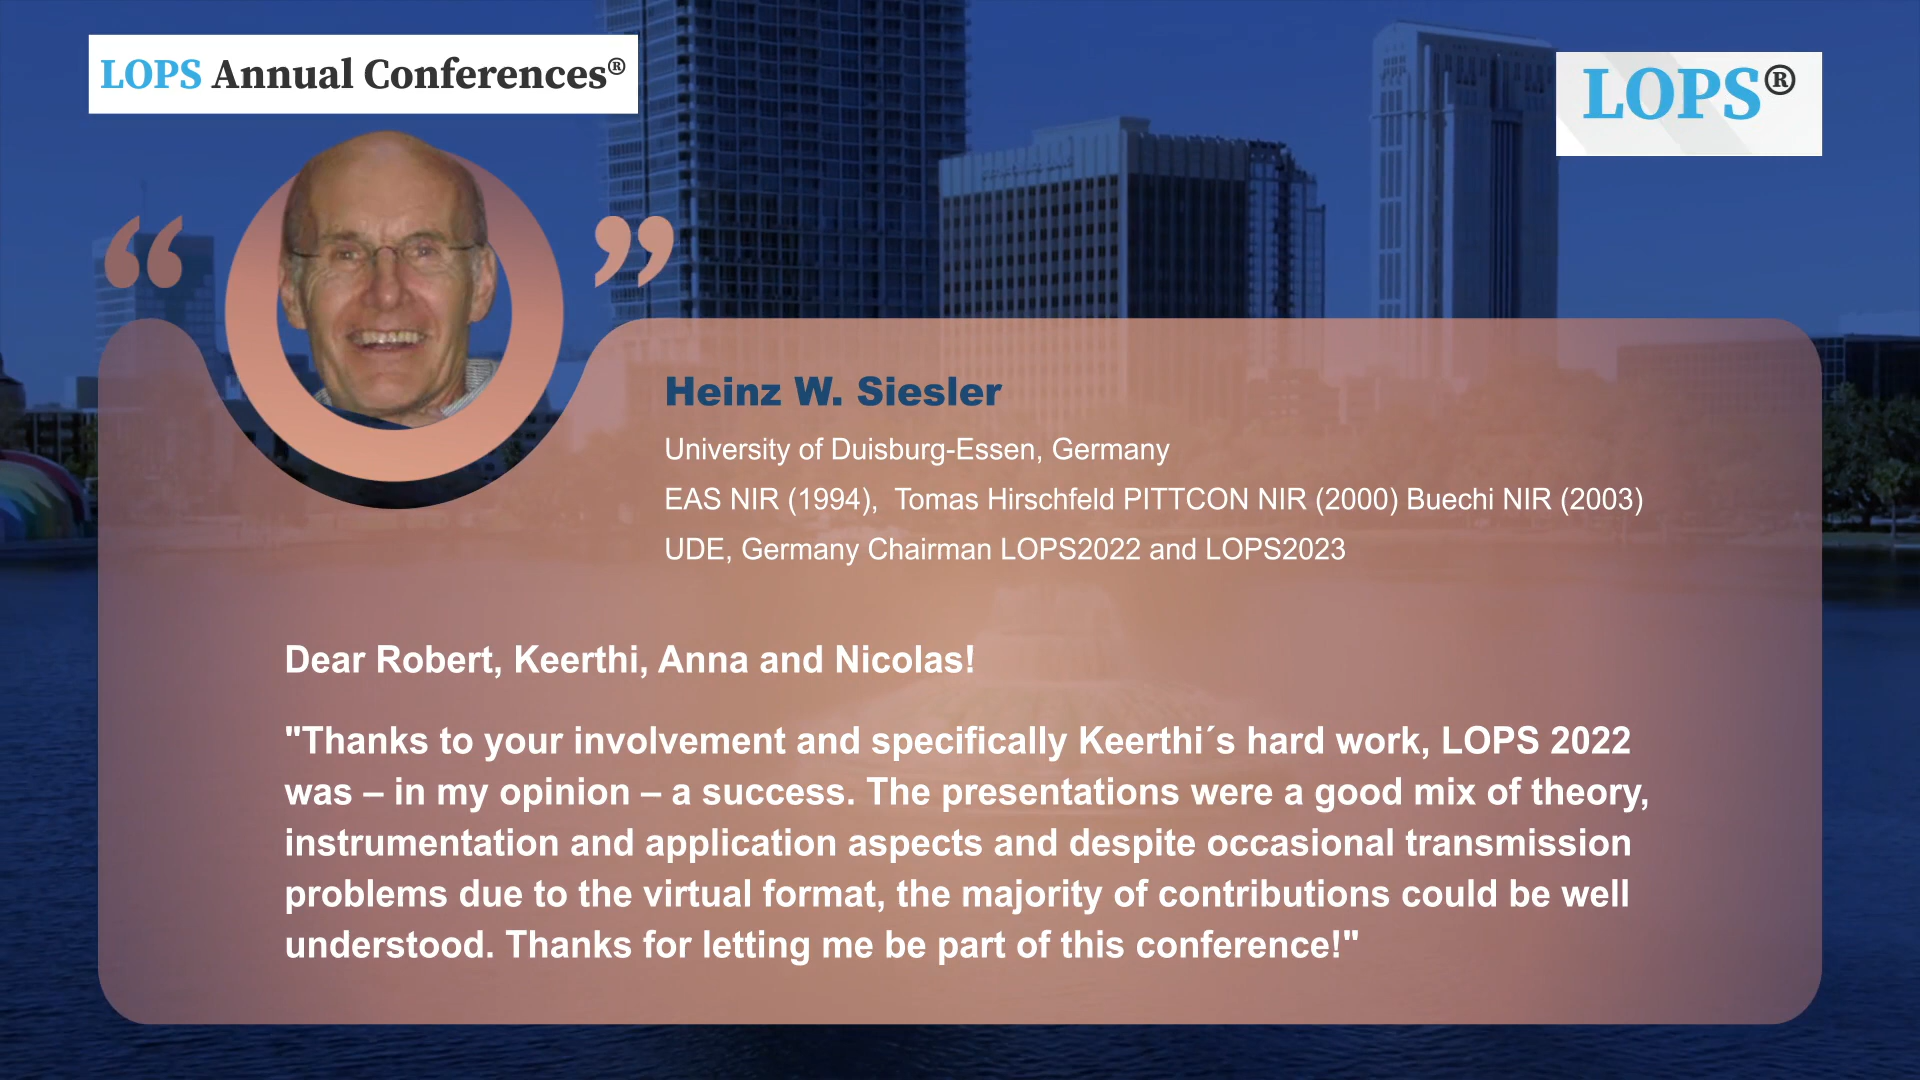 LOPS Annual Conferences®
LOPS®
“ ”
Heinz W. Siesler
University of Duisburg-Essen, Germany
EAS NIR (1994),  Tomas Hirschfeld PITTCON NIR (2000) Buechi NIR (2003)
UDE, Germany Chairman LOPS2022 and LOPS2023
Dear Robert, Keerthi, Anna and Nicolas!
"Thanks to your involvement and specifically Keerthi´s hard work, LOPS 2022
was – in my opinion – a success. The presentations were a good mix of theory,
instrumentation and application aspects and despite occasional transmission
problems due to the virtual format, the majority of contributions could be well
understood. Thanks for letting me be part of this conference!"